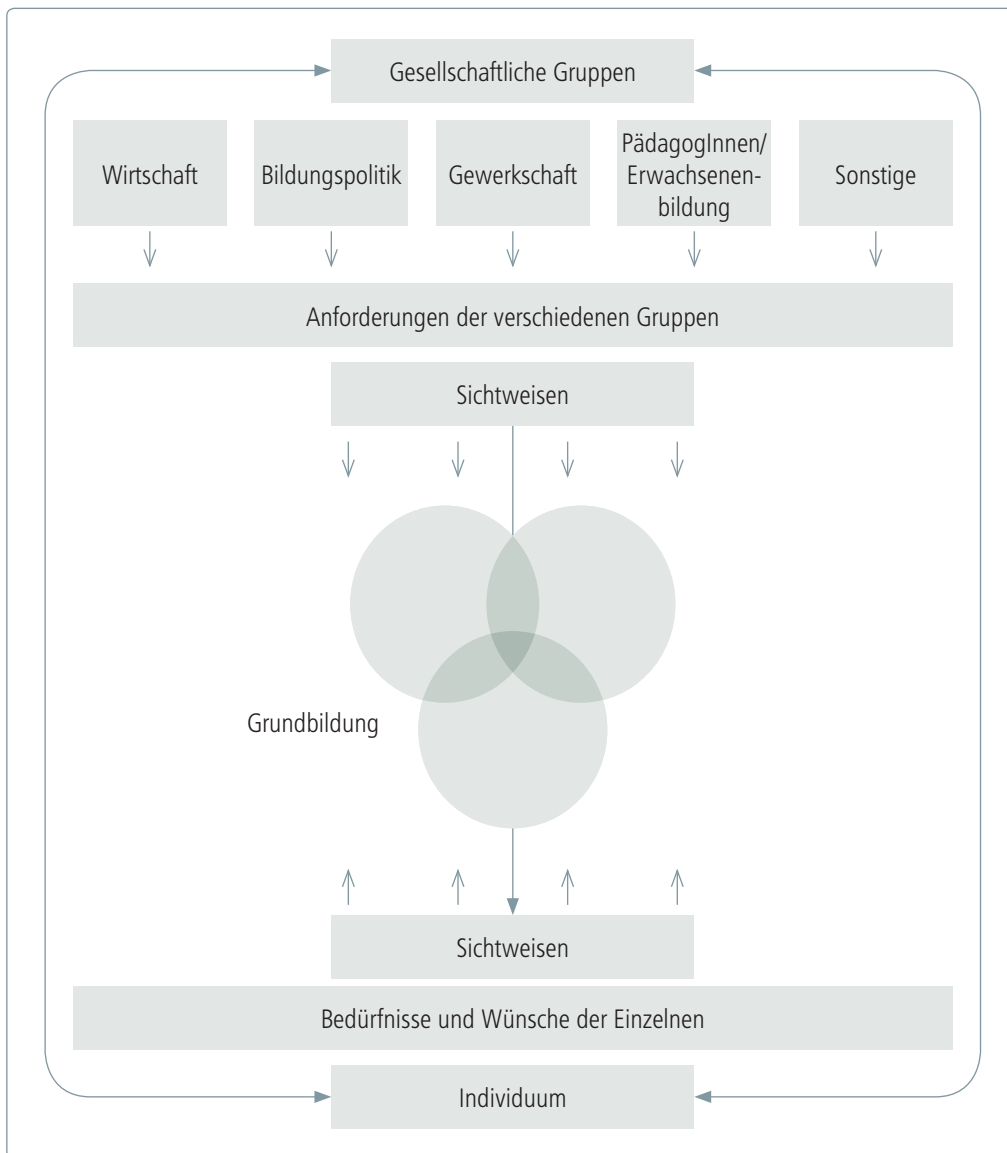 Gesellschaftliche Gruppen
Wirtschaft
Bildungspolitik
Gewerkschaft
PädagogInnen/
Erwachsenen-
bildung
Sonstige
Anforderungen der verschiedenen Gruppen
Sichtweisen
Grundbildung
Sichtweisen
Bedürfnisse und Wünsche der Einzelnen
Individuum